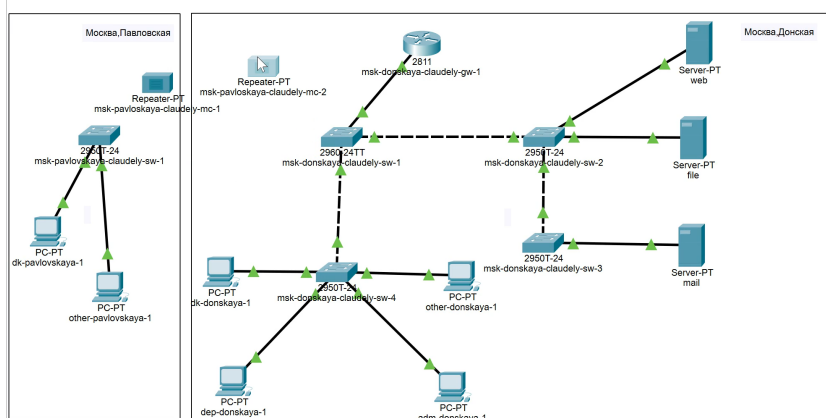 Москва,Павловская
Repeater-PT
msk-pavloskaya-claudely-mc-1
2950T-24
msk-pavlovskaya-claudely-sw-1
PC-PT
dk-pavlovskaya-1
PC-PT
other-pavlovskaya-1
Москва,Донская
Repeater-PT
msk-pavloskaya-claudely-mc-2
2811
msk-donskaya-claudely-gw-1
Server-PT
web
2960-24TT
msk-donskaya-claudely-sw-1
2950T-24
msk-donskaya-claudely-sw-2
Server-PT
file
2950T-24
msk-donskaya-claudely-sw-3
Server-PT
mail
2950T-24
msk-donskaya-claudely-sw-4
PC-PT
dk-donskaya-1
PC-PT
other-donskaya-1
PC-PT
dep-donskaya-1
PC-PT
adm-donskaya-1